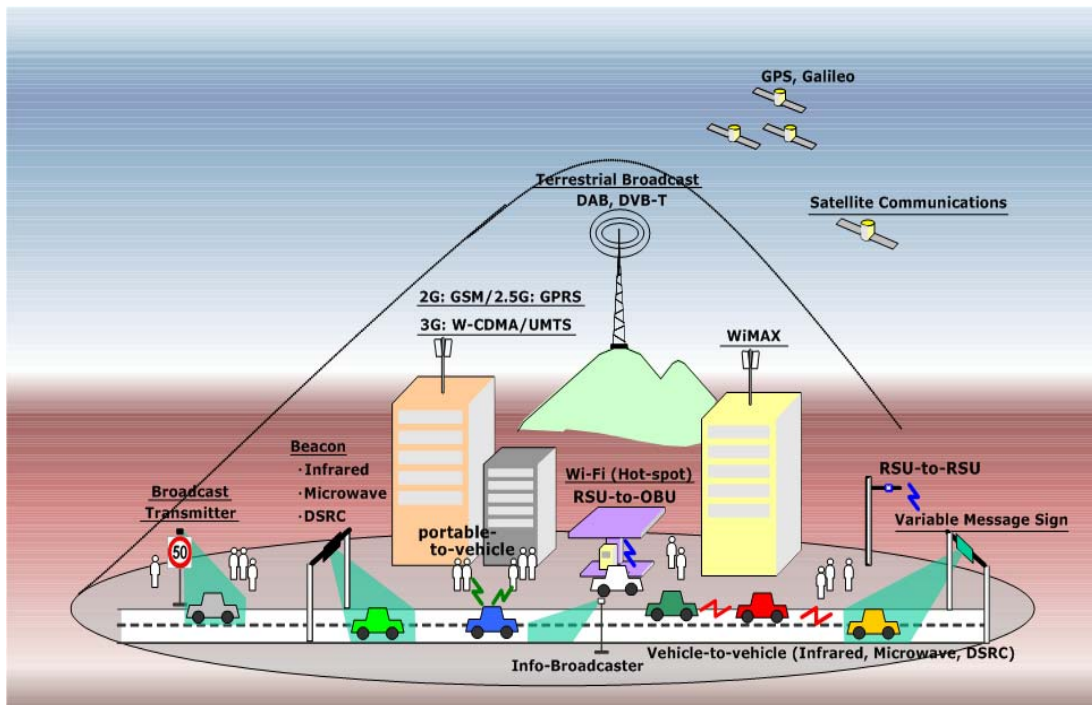 GPS, Galileo
Terrestrial Broadcast
DAB, DVB-T
Satellite Communications
2G: GSM/2.5G: GPRS
3G: W-CDMA/UMTS
WiMAX
Beacon
·Infrared
·Microwave
·DSRC
Broadcast
Transmitter
50
portable-
to-vehicle
Wi-Fi (Hot-spot)
RSU-to-OBU
RSU-to-RSU
Variable Message Sign
Info-Broadcaster
Vehicle-to-vehicle (Infrared, Microwave, DSRC)